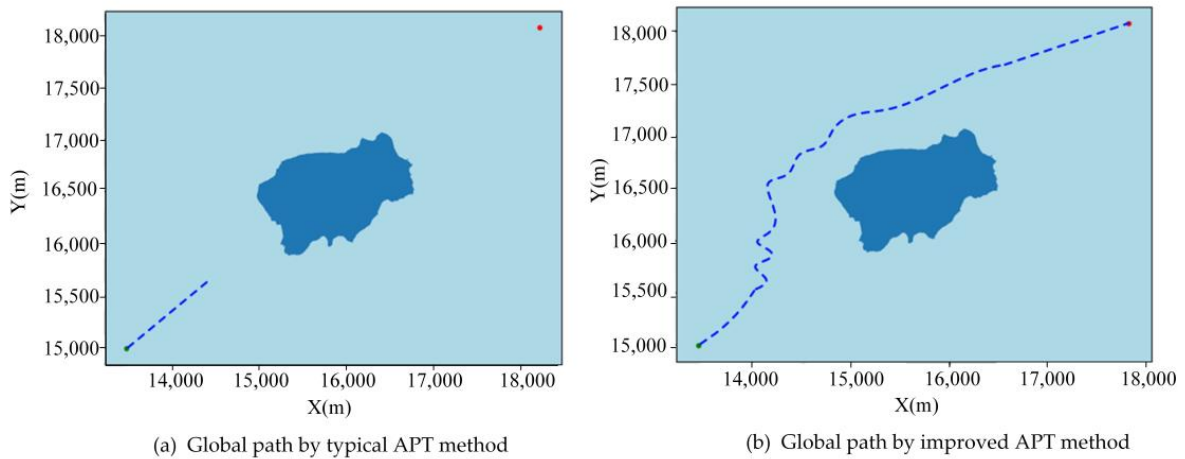 18,000
17,500
17,000
16,500
16,000
15,500
15,000
Y(m)
14,000 15,000 16,000 17,000 18,000
X(m)
(a) Global path by typical APT method
18,000
17,500
17,000
16,500
16,000
15,500
15,000
Y(m)
14,000 15,000 16,000 17,000 18,000
X(m)
(b) Global path by improved APT method